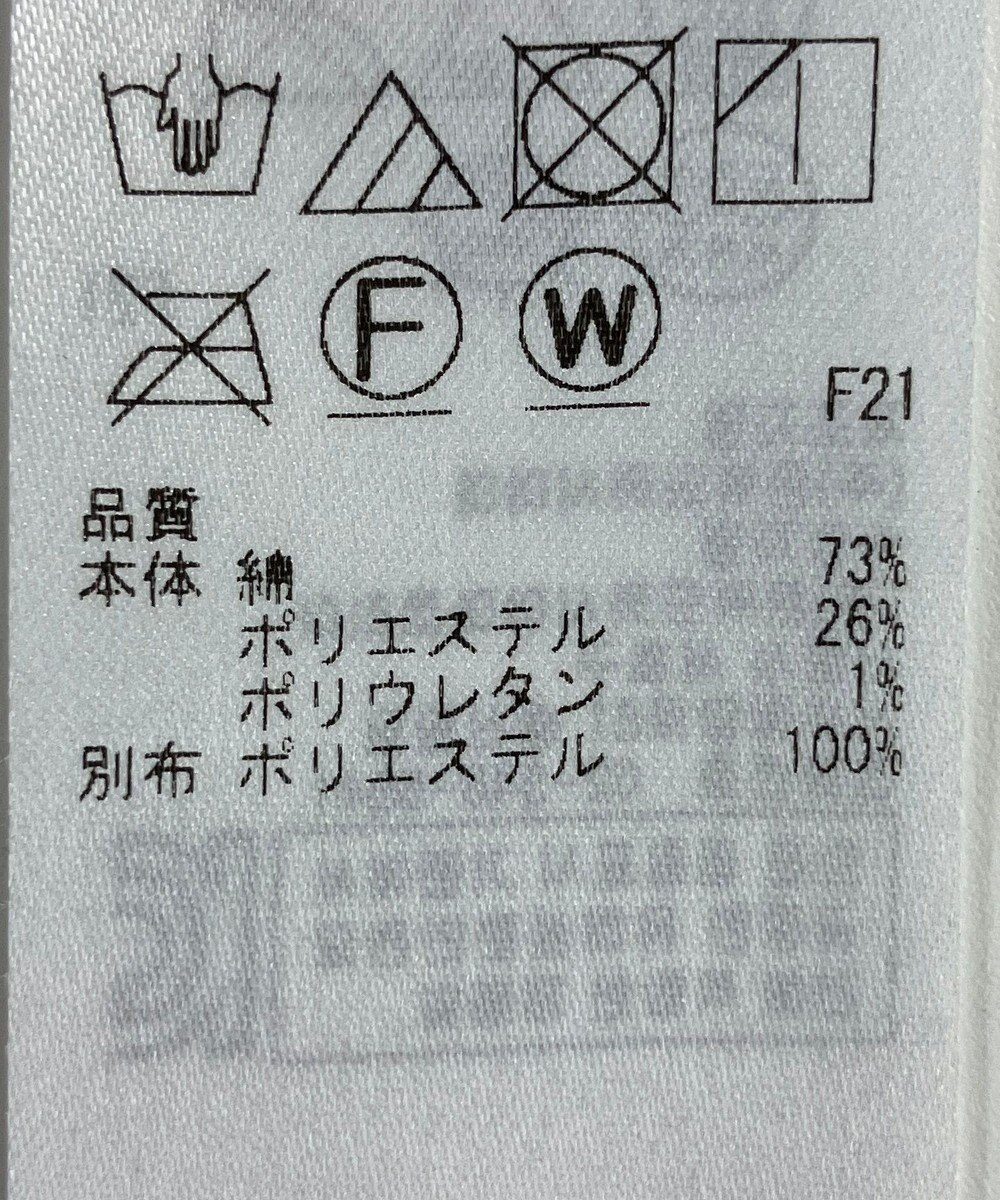 F W
F21
品質
本体 綿 73%
ポリエステル 26%
ポリウレタン 1%
別布 ポリエステル 100%